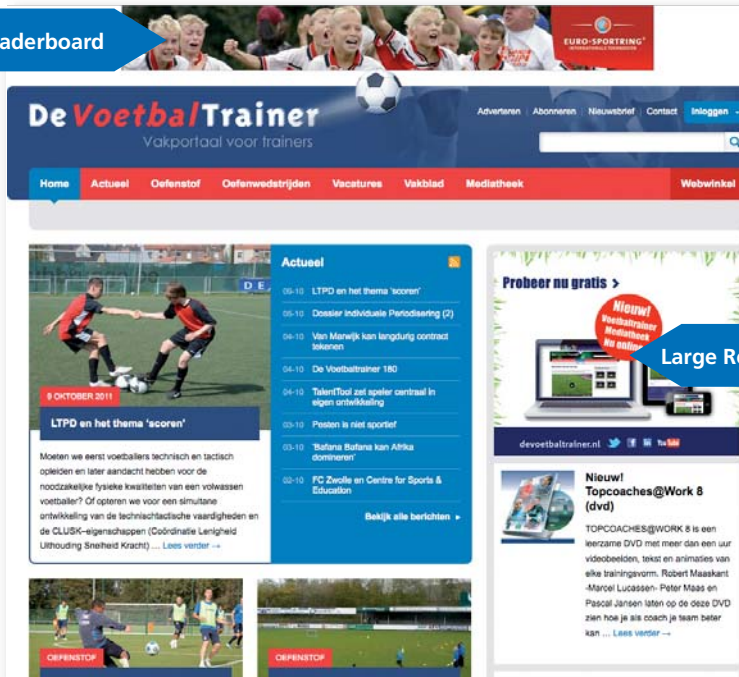 aderboard
EURO-SPORTRING
INTERNATIONALE TOERNOOIEN
De VoetbalTrainer
Vakportaal voor trainers
Adverteren Abonneren Nieuwsbrief Contact Inloggen
Home Actueel Oefenstof Oefenwedstrijden Vacatures Vakblad Mediatheek Webwinkel
DE
9 OKTOBER 2011
LTPD en het thema 'scoren'
Moeten we eerst voetballers technisch en tactisch
opleiden en later aandacht hebben voor de
noodzakelijke fysieke kwaliteiten van een volwassen
voetballer? Of opteren we voor een simultane
ontwikkeling van de technischtactische vaardigheden en
de CLUSK-eigenschappen (Coördinatie Lenigheid
Uithouding Snelheid Kracht) ... Lees verder →
Actueel
LTPD en het thema 'scoren'
Dossier Individuele Periodisering (2)
04-10 Van Marwijk kan langdurig contract
tekenen
04-10 De Voetbaltrainer 180
04-10 TalentTool zet speler centraal in
eigen ontwikkeling
03-10 Pesten is niet sportief
03-10 'Bafana Bafana kan Afrika
domineren'
02-10 FC Zwolle en Centre for Sports &
Education
Bekijk alle berichten ▸
Probeer nu gratis >
Nieuw!
Voetbaltrainer
Mediatheek
Nu online
Large Re
devoetbaltrainer.nl You Tube
Nieuw!
Topcoaches@Work 8
(dvd)
TOPCOACHES@WORK 8 is een
leerzame DVD met meer dan een uur
videobeelden, tekst en animaties van
elke trainingsvorm. Robert Maaskant
-Marcel Lucassen- Peter Maas en
Pascal Jansen laten op de deze DVD
zien hoe je als coach je team beter
kan ... Lees verder →
OEFENSTOF
OEFENSTOF